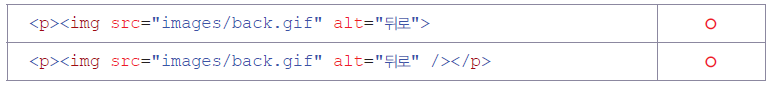 <p><img src="images/back.gif" alt="뒤로"> ○
<p><img src="images/back.gif" alt="뒤로" /></p> ○